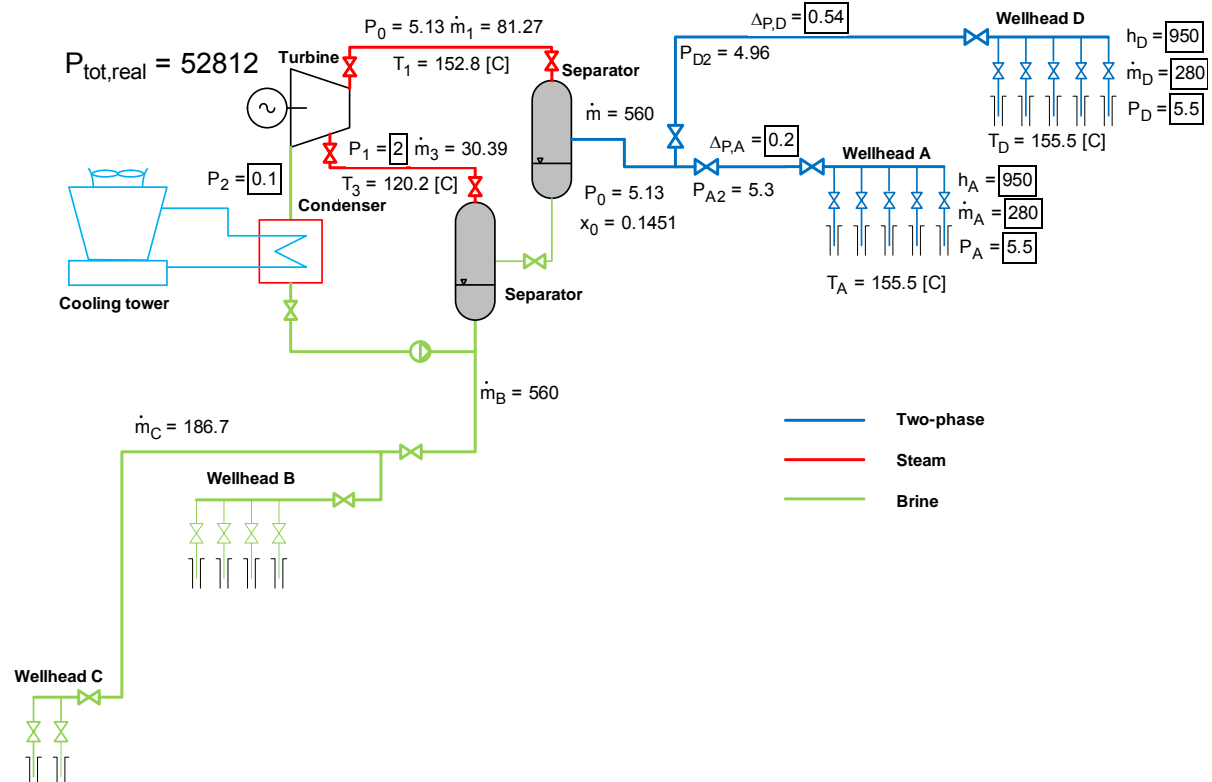 P₀ = 5.13 ṁ₁ = 81.27
Δ_P,D 0.54
Wellhead D
P_tot,real = 52812
Turbine
P_D2 = 4.96
h_D = 950
T₁ = 152.8 [C]
Separator
ṁ_D = 280
ṁ = 560
P_D = 5.5
T_D = 155.5 [C]
P₁ = 2 ṁ₃ = 30.39
Δ_P,A 0.2
Wellhead A
P₂ = 0.1
T₃ = 120.2 [C]
P₀ = 5.13
P_A2 = 5.3
h_A = 950
Condenser
x₀ = 0.1451
ṁ_A = 280
P_A = 5.5
T_A = 155.5 [C]
Cooling tower
Separator
ṁ_B = 560
ṁ_C = 186.7
Two-phase
Steam
Wellhead B
Brine
Wellhead C